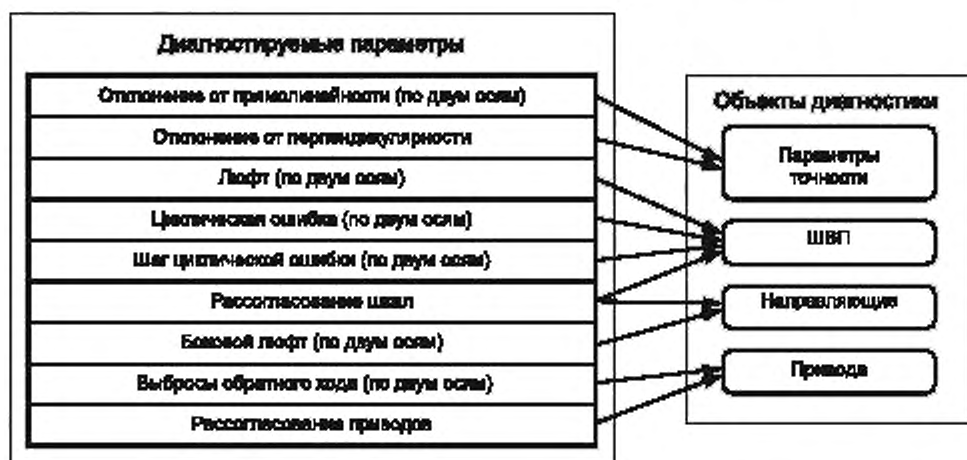 Диагностируемые параметры
Отклонение от прямолинейности (по двум осям)
Отклонение от перпендикулярности
Люфт (по двум осям)
Циклическая ошибка (по двум осям)
Шаг циклической ошибки (по двум осям)
Рассогласование шкал
Боковой люфт (по двум осям)
Выбросы обратного хода (по двум осям)
Рассогласование приводов
Объекты диагностики
Параметры
точности
ШВП
Направляющие
Привода